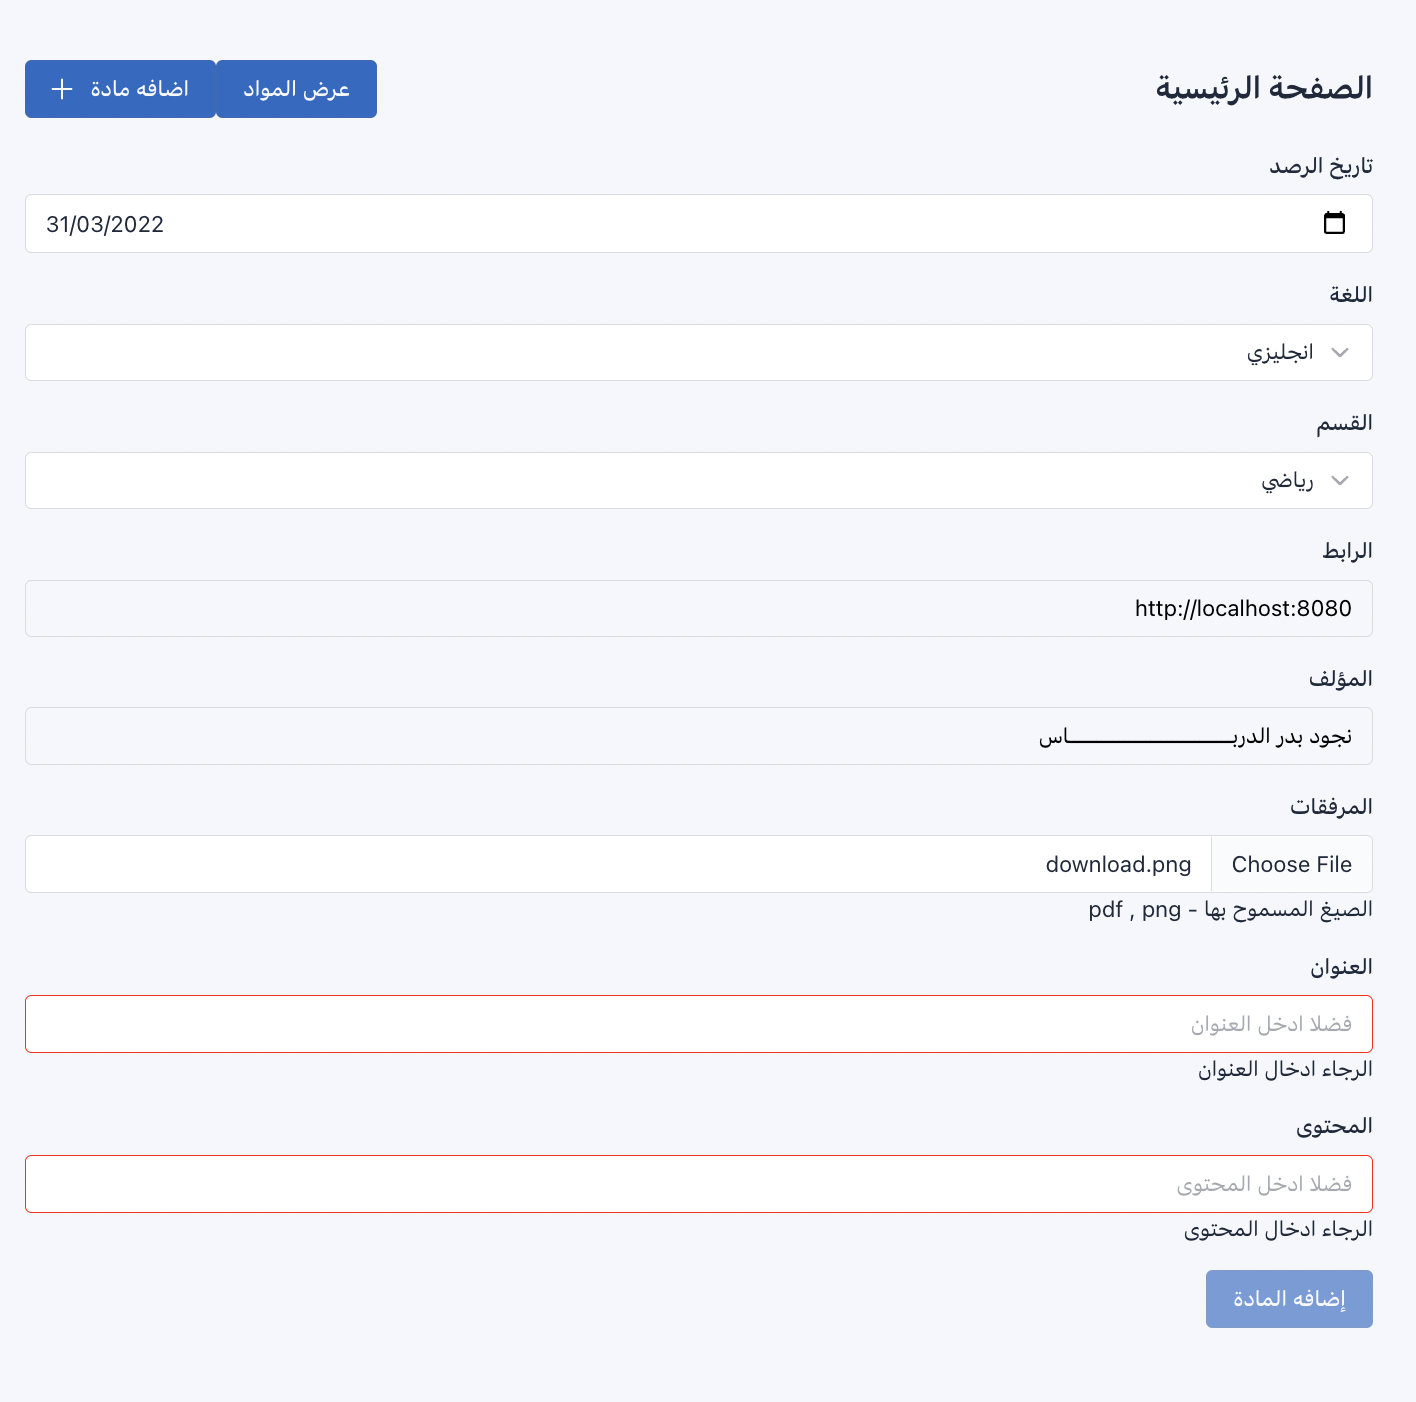 الصفحة الرئيسية
عرض المواد
اضافه مادة
تاريخ الرصد
31/03/2022
اللغة
انجليزي
القسم
رياضي
الرابط
http://localhost:8080
المؤلف
نجود بدر الدربـــــــــــــــــــــــاس
المرفقات
Choose File download.png
الصيغ المسموح بها - pdf , png
العنوان
فضلا ادخل العنوان
الرجاء ادخال العنوان
المحتوى
فضلا ادخل المحتوى
الرجاء ادخال المحتوى
إضافه المادة